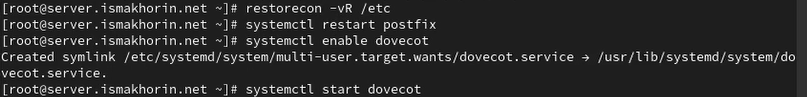 [root@server.ismakhorin.net ~]# restorecon -vR /etc
[root@server.ismakhorin.net ~]# systemctl restart postfix
[root@server.ismakhorin.net ~]# systemctl enable dovecot
Created symlink /etc/systemd/system/multi-user.target.wants/dovecot.service → /usr/lib/systemd/system/do
vecot.service.
[root@server.ismakhorin.net ~]# systemctl start dovecot